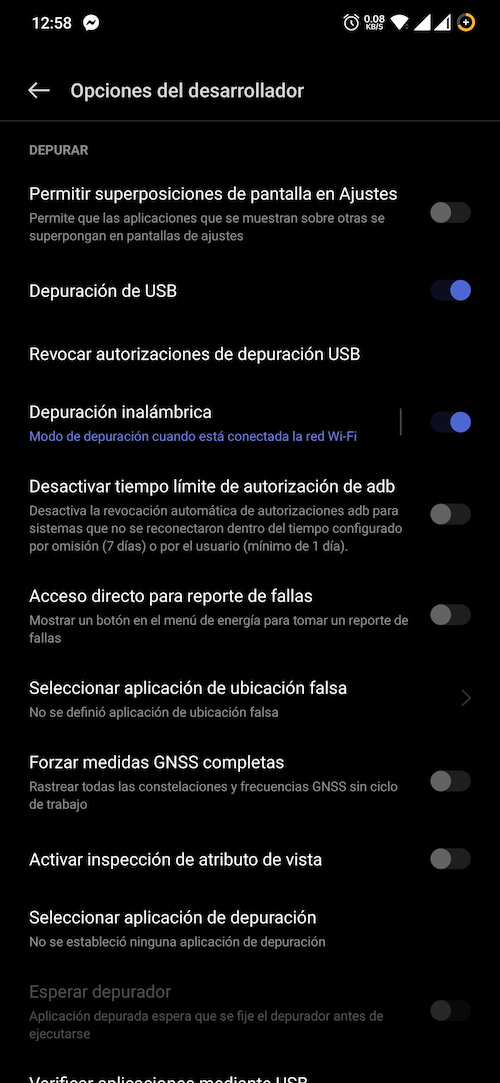 12:58
0.08
KB/S
Opciones del desarrollador
DEPURAR
Permitir superposiciones de pantalla en Ajustes
Permite que las aplicaciones que se muestran sobre otras se
superpongan en pantallas de ajustes
Depuración de USB
Revocar autorizaciones de depuración USB
Depuración inalámbrica
Modo de depuración cuando está conectada la red Wi-Fi
Desactivar tiempo límite de autorización de adb
Desactiva la revocación automática de autorizaciones adb para
sistemas que no se reconectaron dentro del tiempo configurado
por omisión (7 días) o por el usuario (mínimo de 1 día).
Acceso directo para reporte de fallas
Mostrar un botón en el menú de energía para tomar un reporte de
fallas
Seleccionar aplicación de ubicación falsa
No se definió aplicación de ubicación falsa
Forzar medidas GNSS completas
Rastrear todas las constelaciones y frecuencias GNSS sin ciclo
de trabajo
Activar inspección de atributo de vista
Seleccionar aplicación de depuración
No se estableció ninguna aplicación de depuración
Esperar depurador
Aplicación depurada espera que se fije el depurador antes de
ejecutarse
Verificar aplicaciones mediante USB